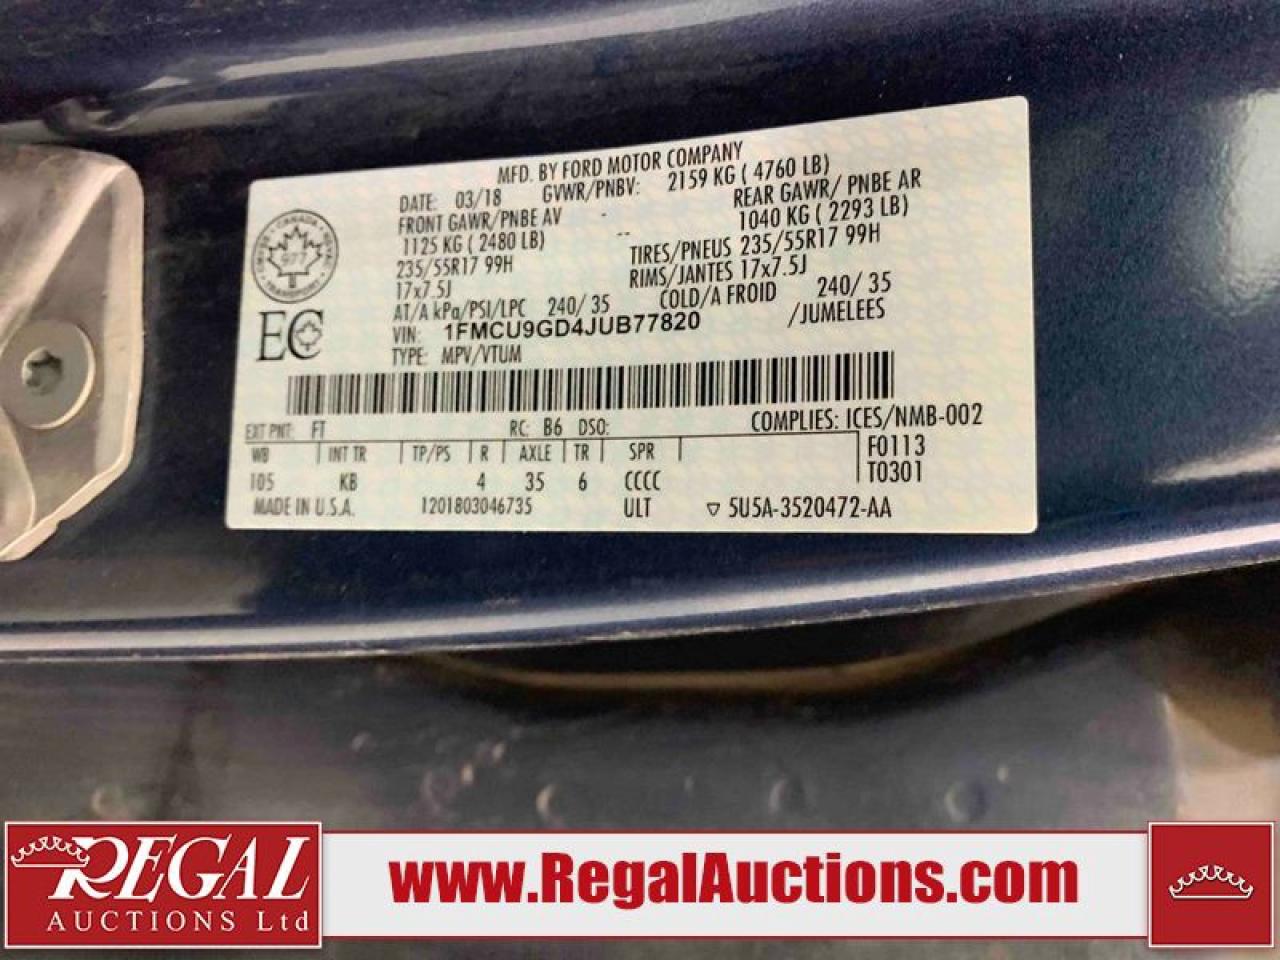 MFD. BY FORD MOTOR COMPANY
DATE: 03/18 GVWR/PNBV: 2159 KG ( 4760 LB)
FRONT GAWR/PNBE AV - REAR GAWR/ PNBE AR
1125 KG ( 2480 LB) -- 1040 KG ( 2293 LB)
235/55R17 99H TIRES/PNEUS 235/55R17 99H
17x7.5J RIMS/JANTES 17x7.5J
AT/A kPa/PSI/LPC 240/ 35 COLD/A FROID 240/ 35
VIN: 1FMCU9GD4JUB77820 /JUMELEES
TYPE: MPV/VTUM
CANADA
977
TRANSPORT
EC
EXT PNT: FT RC: B6 DSO: COMPLIES: ICES/NMB-002
WB INT TR TP/PS R AXLE TR SPR F0113
105 KB 4 35 6 CCCC T0301
MADE IN U.S.A. 1201803046735 ULT ▽ 5U5A-3520472-AA
REGAL
AUCTIONS Ltd
www.RegalAuctions.com